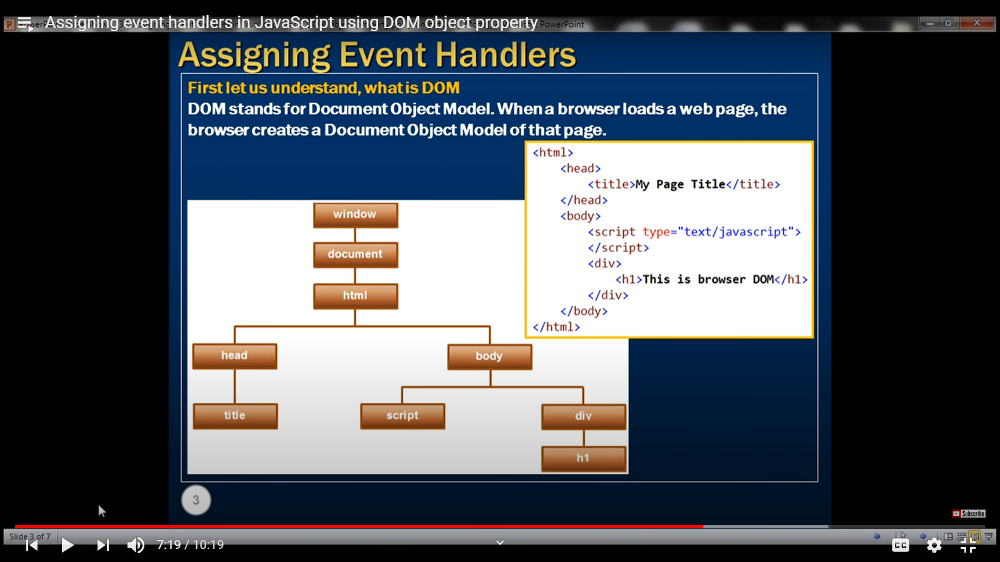 Assigning event handlers in JavaScript using DOM object property
PowerPoint
Assigning Event Handlers
First let us understand, what is DOM
DOM stands for Document Object Model. When a browser loads a web page, the
browser creates a Document Object Model of that page.
<html>
<head>
<title>My Page Title</title>
</head>
<body>
<script type="text/javascript">
</script>
<div>
<h1>This is browser DOM</h1>
</div>
</body>
</html>
window
document
html
head
body
title
script
div
h1
3
Subscribe
Slide 3 of 7
7:19 / 10:19
CC